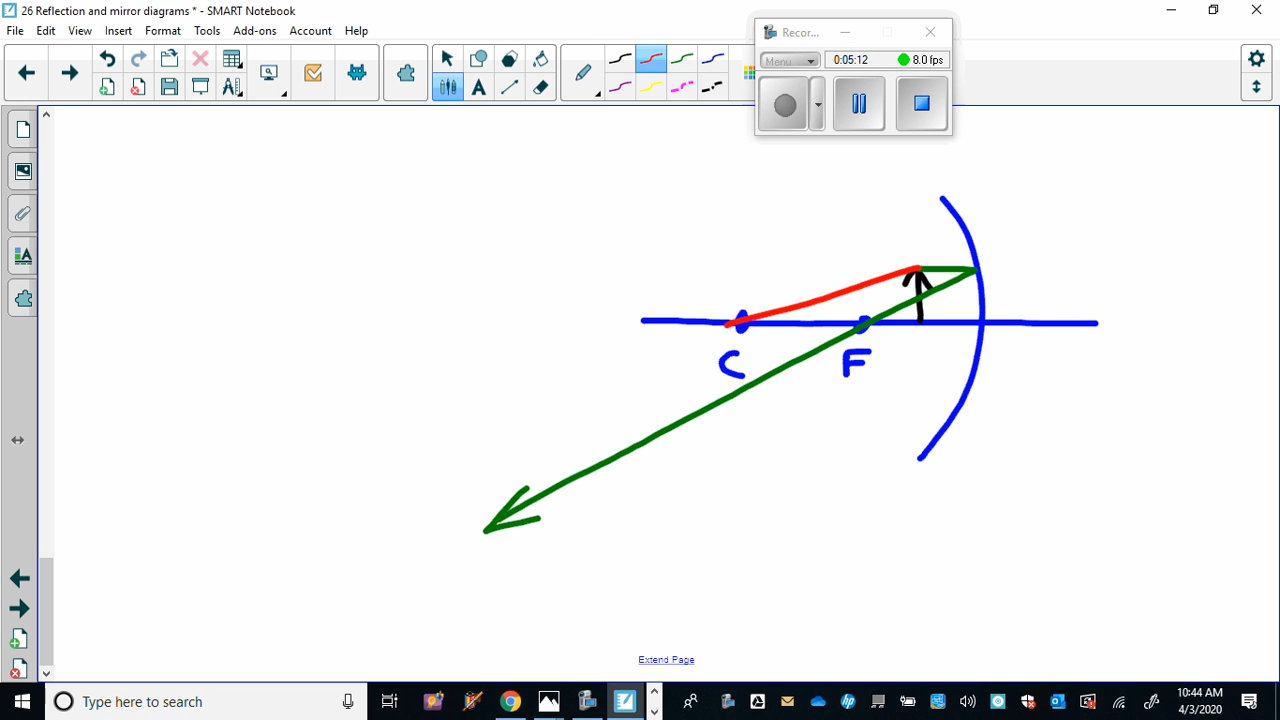 26 Reflection and mirror diagrams * - SMART Notebook
File Edit View Insert Format Tools Add-ons Account Help
Recor...
Menu
0:05:12
8.0 fps
C
F
Extend Page
Type here to search
10:44 AM
4/3/2020